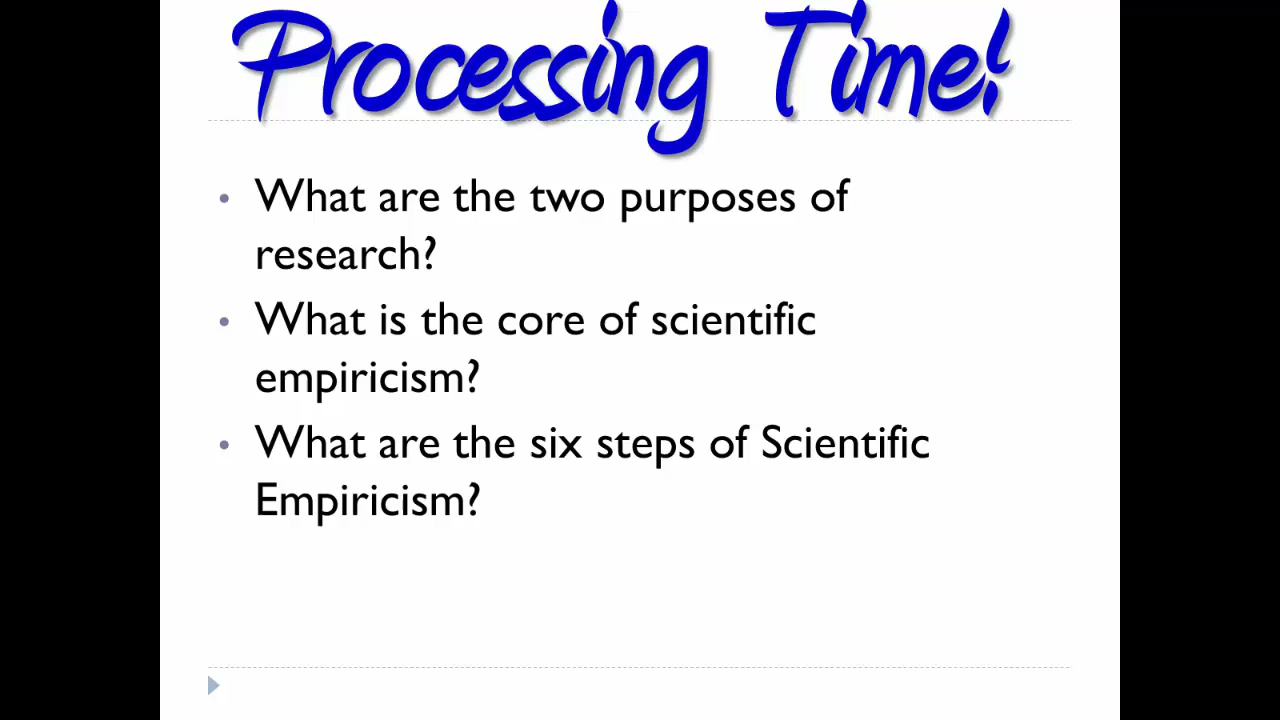 Processing Time!
• What are the two purposes of
research?
• What is the core of scientific
empiricism?
• What are the six steps of Scientific
Empiricism?